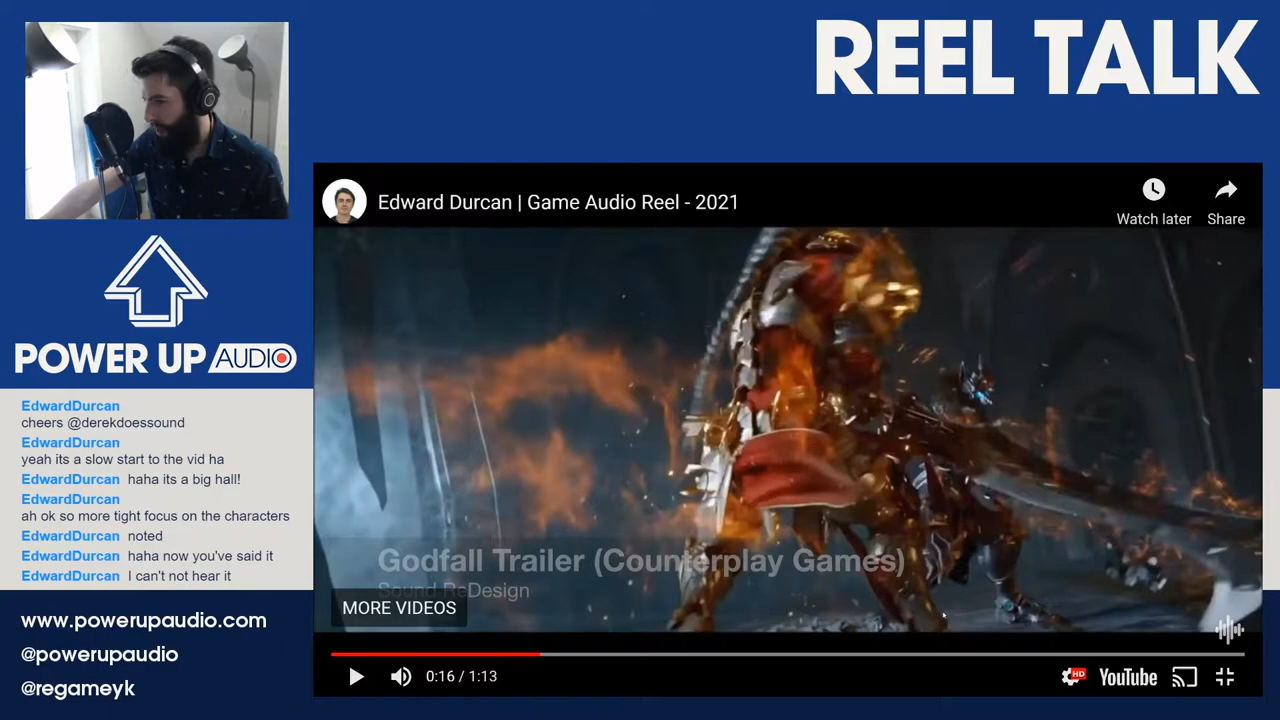 REEL TALK
Edward Durcan | Game Audio Reel - 2021
Watch later
Share
POWER UP AUDIO
EdwardDurcan
cheers @derekdoessound
EdwardDurcan
yeah its a slow start to the vid ha
EdwardDurcan haha its a big hall!
EdwardDurcan
ah ok so more tight focus on the characters
EdwardDurcan noted
EdwardDurcan haha now you've said it
EdwardDurcan I can't not hear it
Godfall Trailer (Counterplay Games)
Sound ReDesign
MORE VIDEOS
www.powerupaudio.com
@powerupaudio
@regameyk
0:16 / 1:13
HD
YouTube